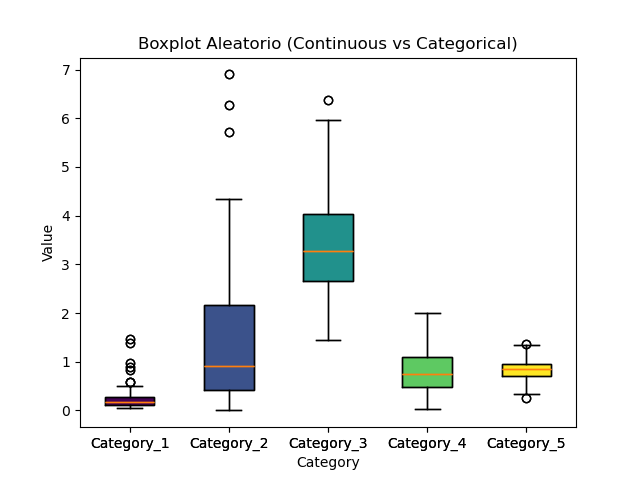 Boxplot Aleatorio (Continuous vs Categorical)
7
6
5
4
3
2
1
0
Value
Category_1 Category_2 Category_3 Category_4 Category_5
Category